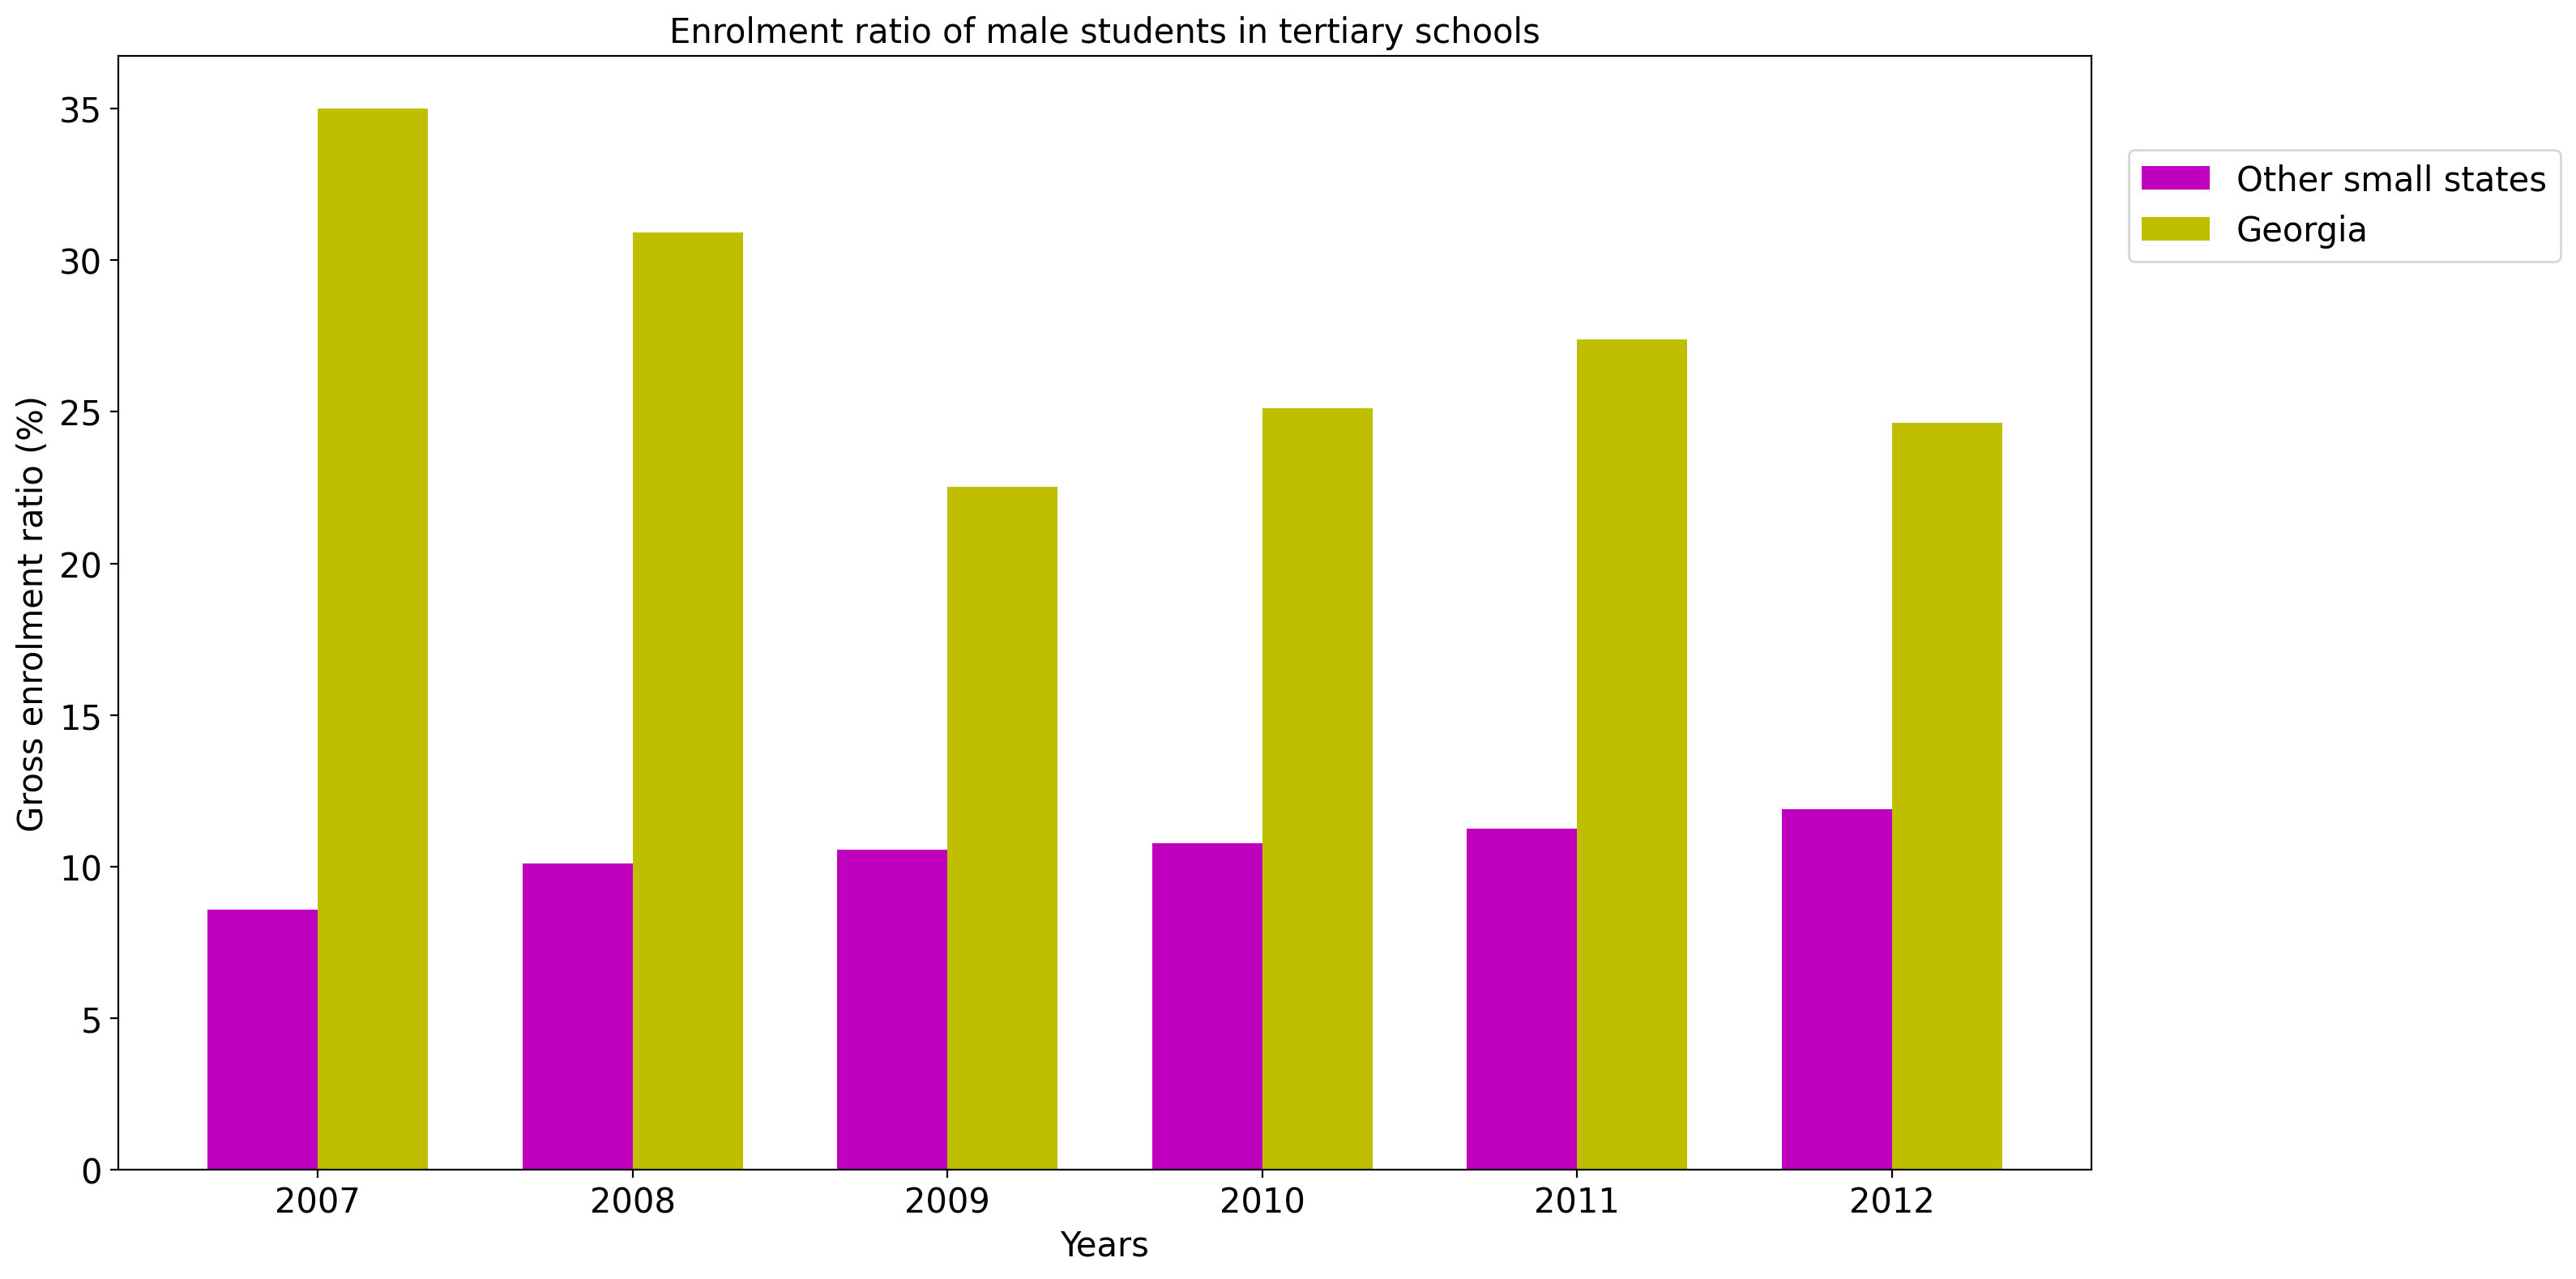 Enrolment ratio of male students in tertiary schools
Gross enrolment ratio (%)
35
30
25
20
15
10
5
0
2007 2008 2009 2010 2011 2012
Years
Other small states
Georgia